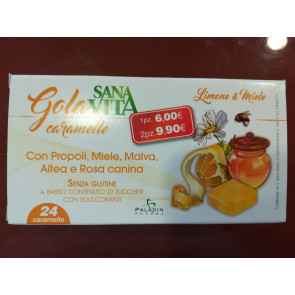 SANA
Gola VITA
caramelle
1pz. 6,00€
2pz. 9,90€
Limone & Miele
Con Propoli, Miele, Malva,
Altea e Rosa canina
SENZA GLUTINE
A BASSO CONTENUTO DI ZUCCHERI
CON EDULCORANTI
24
caramelle
PALADIN
PHARMA